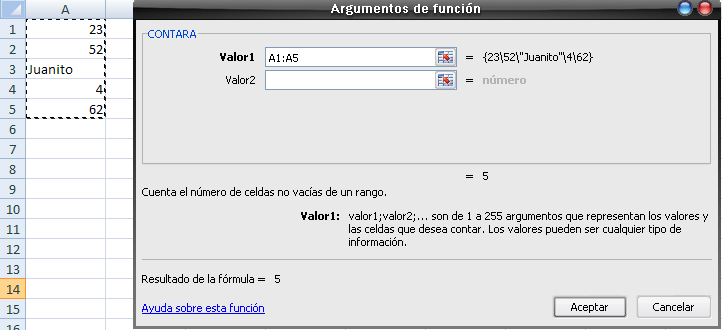 Argumentos de función
A
1 23
2 52
3 Juanito
4 4
5 62
6
7
8
9
10
11
12
13
14
15
16
CONTARA
Valor1 A1:A5 = {23\52\"Juanito"\4\62}
Valor2 = número
= 5
Cuenta el número de celdas no vacías de un rango.
Valor1: valor1;valor2;... son de 1 a 255 argumentos que representan los valores y
las celdas que desea contar. Los valores pueden ser cualquier tipo de
información.
Resultado de la fórmula = 5
Ayuda sobre esta función
Aceptar Cancelar